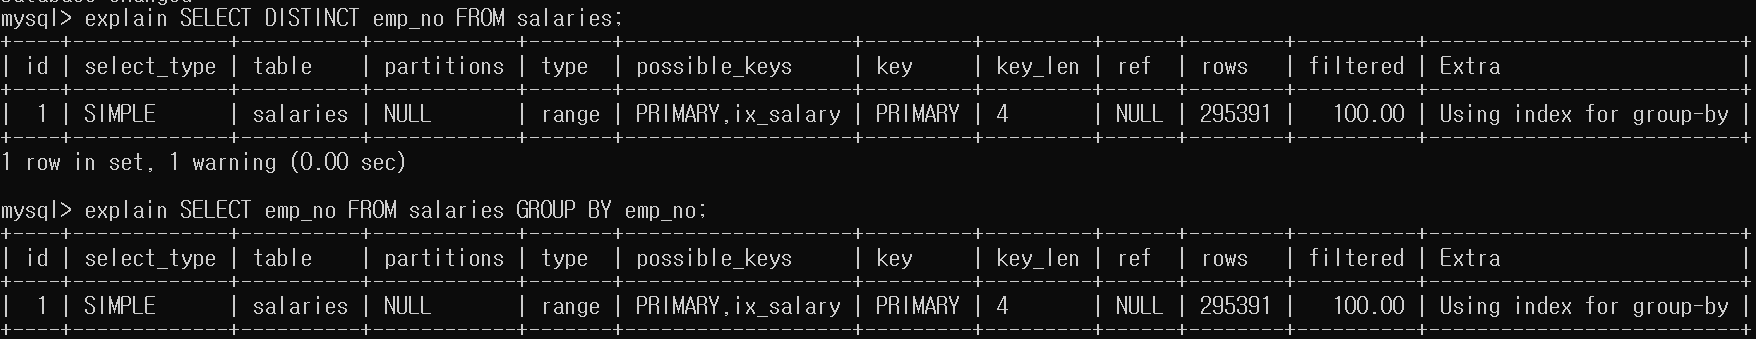 mysql> explain SELECT DISTINCT emp_no FROM salaries;
+----+-------------+----------+------------+-------+-------------------+---------+---------+------+--------+----------+--------------------------+
| id | select_type | table    | partitions | type  | possible_keys     | key     | key_len | ref  | rows   | filtered | Extra                    |
+----+-------------+----------+------------+-------+-------------------+---------+---------+------+--------+----------+--------------------------+
|  1 | SIMPLE      | salaries | NULL       | range | PRIMARY,ix_salary | PRIMARY | 4       | NULL | 295391 |   100.00 | Using index for group-by |
+----+-------------+----------+------------+-------+-------------------+---------+---------+------+--------+----------+--------------------------+
1 row in set, 1 warning (0.00 sec)
mysql> explain SELECT emp_no FROM salaries GROUP BY emp_no;
+----+-------------+----------+------------+-------+-------------------+---------+---------+------+--------+----------+--------------------------+
| id | select_type | table    | partitions | type  | possible_keys     | key     | key_len | ref  | rows   | filtered | Extra                    |
+----+-------------+----------+------------+-------+-------------------+---------+---------+------+--------+----------+--------------------------+
|  1 | SIMPLE      | salaries | NULL       | range | PRIMARY,ix_salary | PRIMARY | 4       | NULL | 295391 |   100.00 | Using index for group-by |
+----+-------------+----------+------------+-------+-------------------+---------+---------+------+--------+----------+--------------------------+